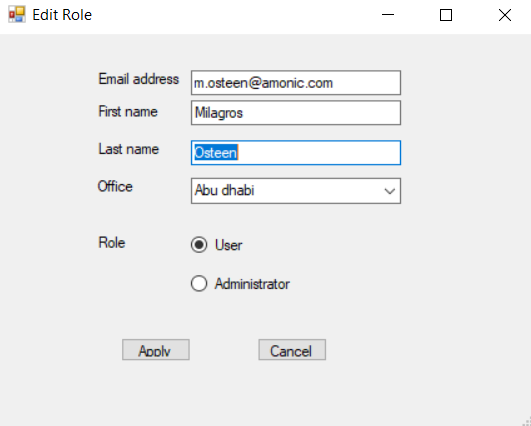 Edit Role
Email address m.osteen@amonic.com
First name Milagros
Last name Osteen
Office Abu dhabi
Role User
Administrator
Apply Cancel